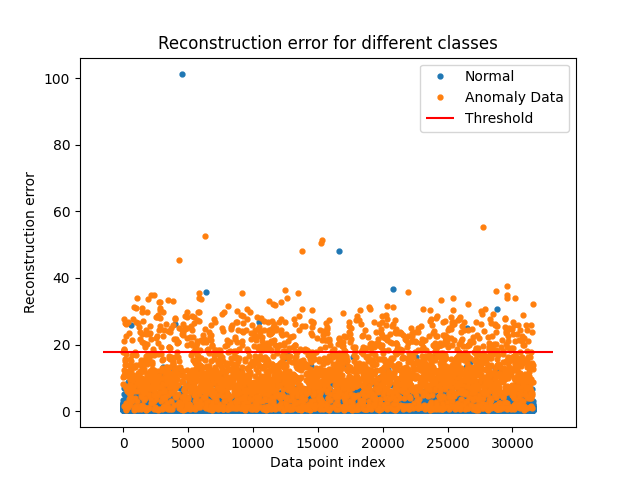 Reconstruction error for different classes
Normal
Anomaly Data
Threshold
Reconstruction error
100
80
60
40
20
0
0 5000 10000 15000 20000 25000 30000
Data point index